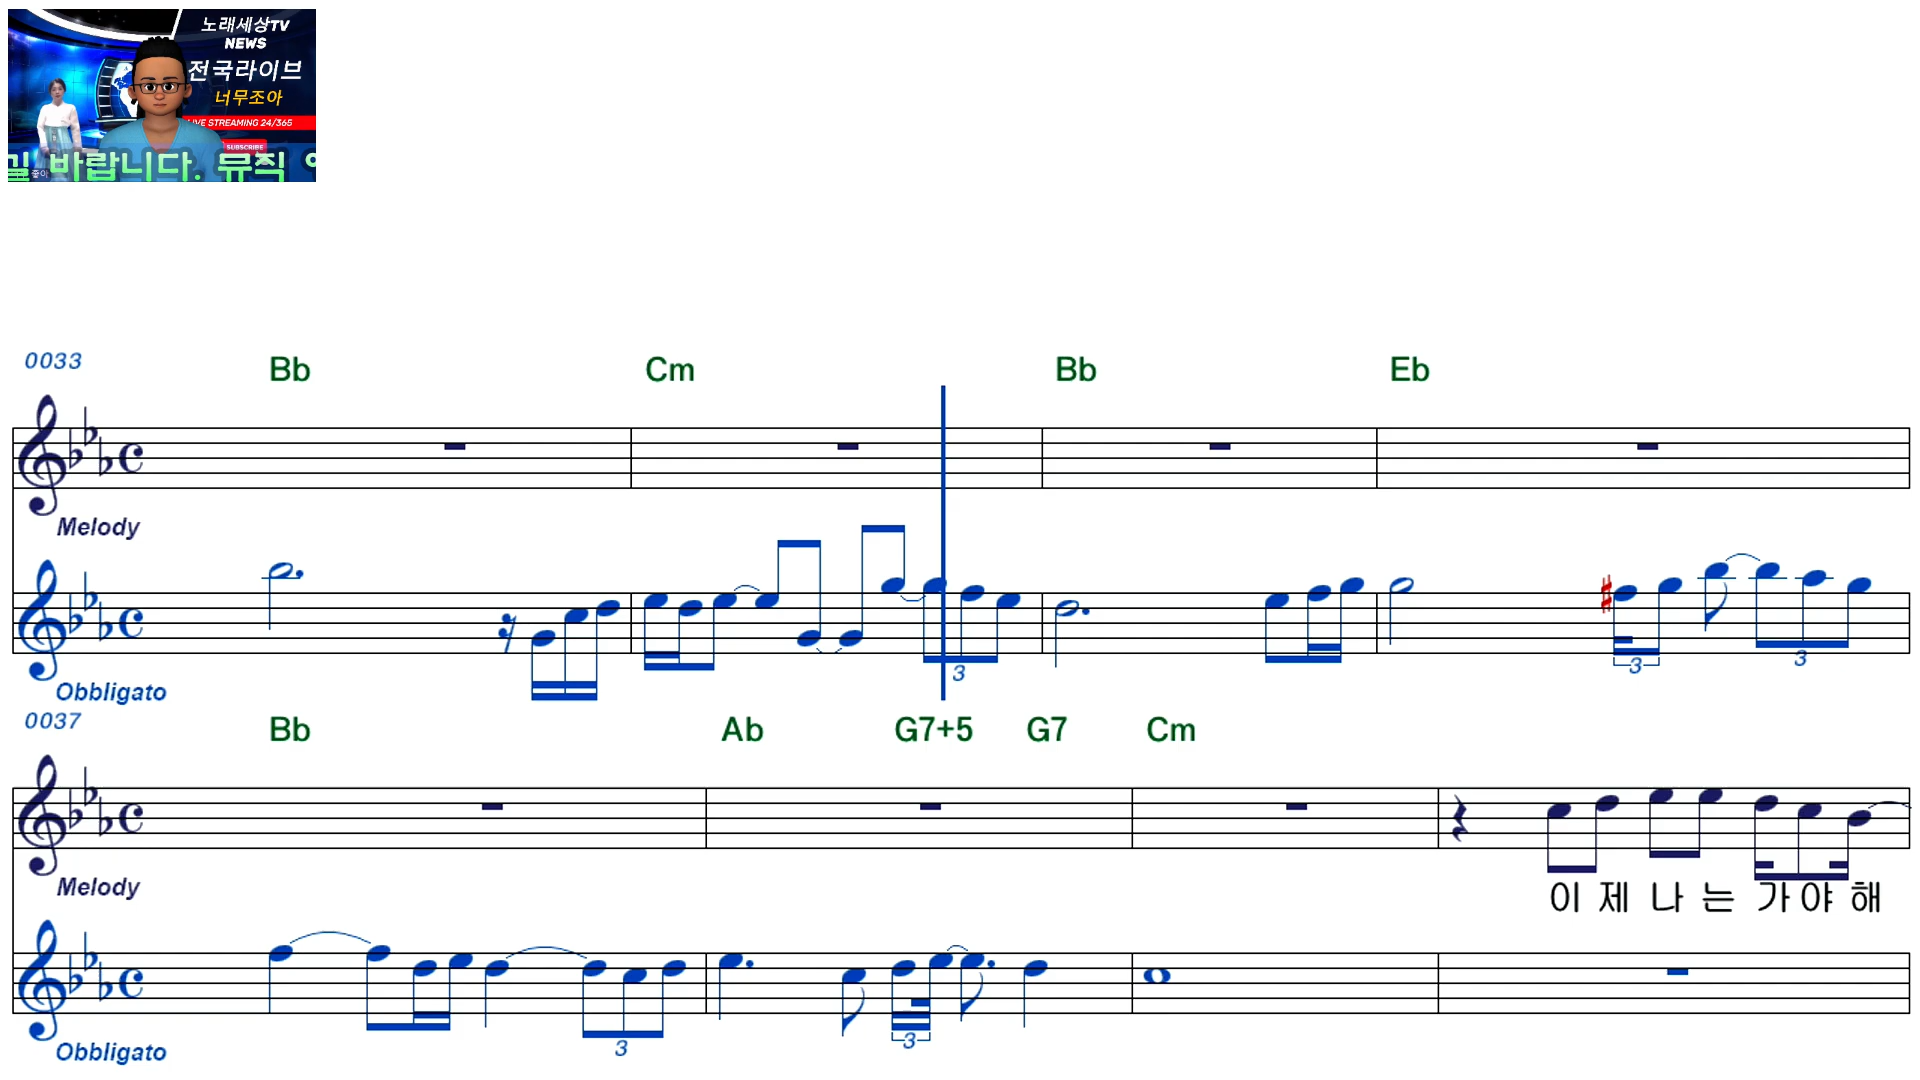 노래세상TV
NEWS
전국라이브
너무조아
LIVE STREAMING 24/365
SUBSCRIBE
바랍니다. 뮤직
좋아
0033 Bb Cm Bb Eb
Melody
3 3 3
Obbligato
0037 Bb Ab G7+5 G7 Cm
Melody
이 제 나 는 가 야 해
3 3
Obbligato